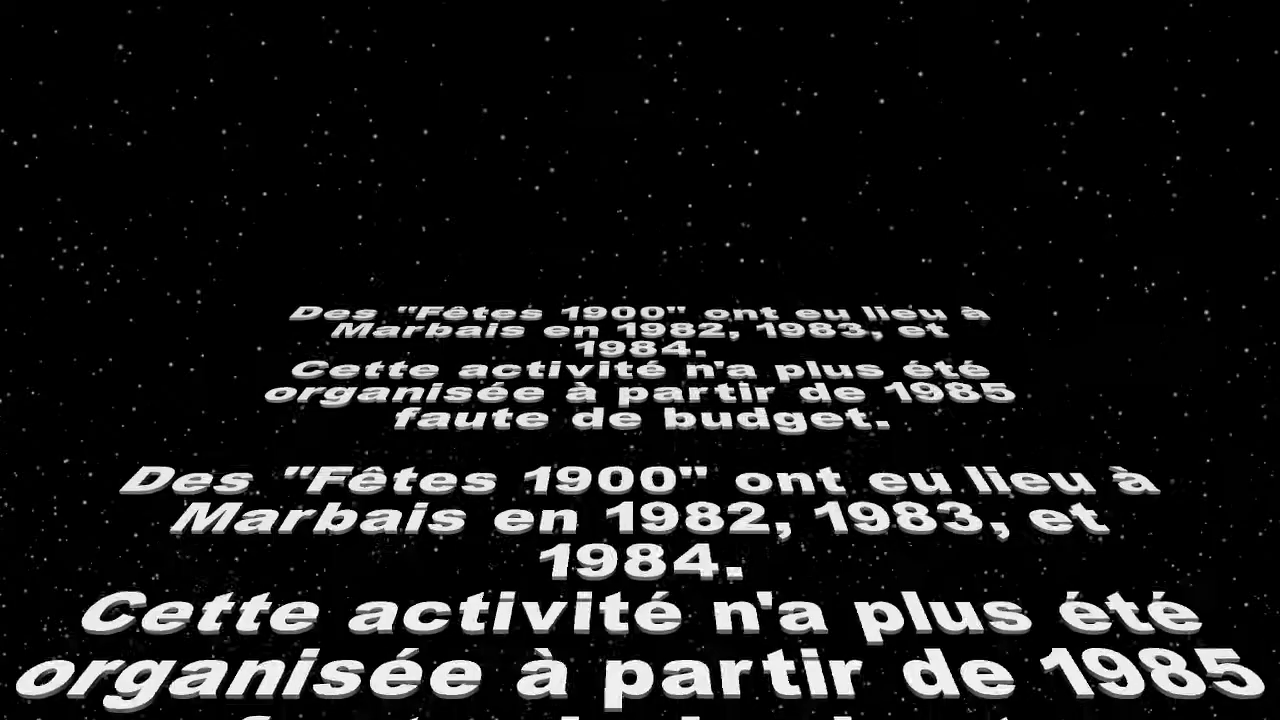 Des "Fêtes 1900" ont eu lieu à
Marbais en 1982, 1983, et
1984.
Cette activité n'a plus été
organisée à partir de 1985
faute de budget.
Des "Fêtes 1900" ont eu lieu à
Marbais en 1982, 1983, et
1984.
Cette activité n'a plus été
organisée à partir de 1985